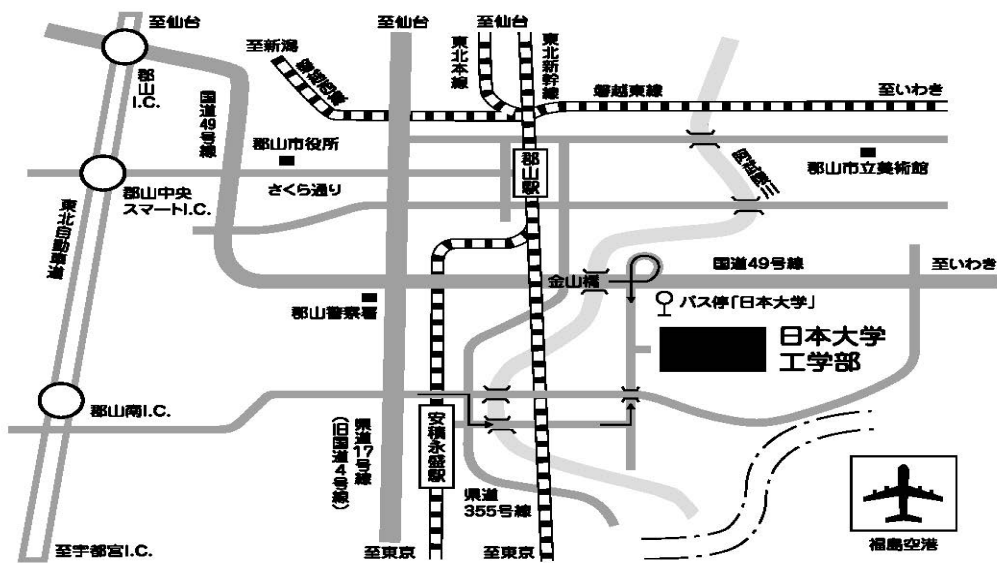 至仙台
至仙台
至仙台
至新潟
東北本線
東北新幹線
磐越西線
磐越東線
至いわき
郡山
I.C.
国道49号線
郡山市役所
郡山駅
郡山市立美術館
さくら通り
郡山中央
スマートI.C.
東北自動車道
金山橋
国道49号線
至いわき
バス停「日本大学」
郡山警察署
日本大学
工学部
郡山南I.C.
県道17号線
(旧国道4号線)
安積永盛駅
県道
355号線
福島空港
至宇都宮I.C.
至東京
至東京